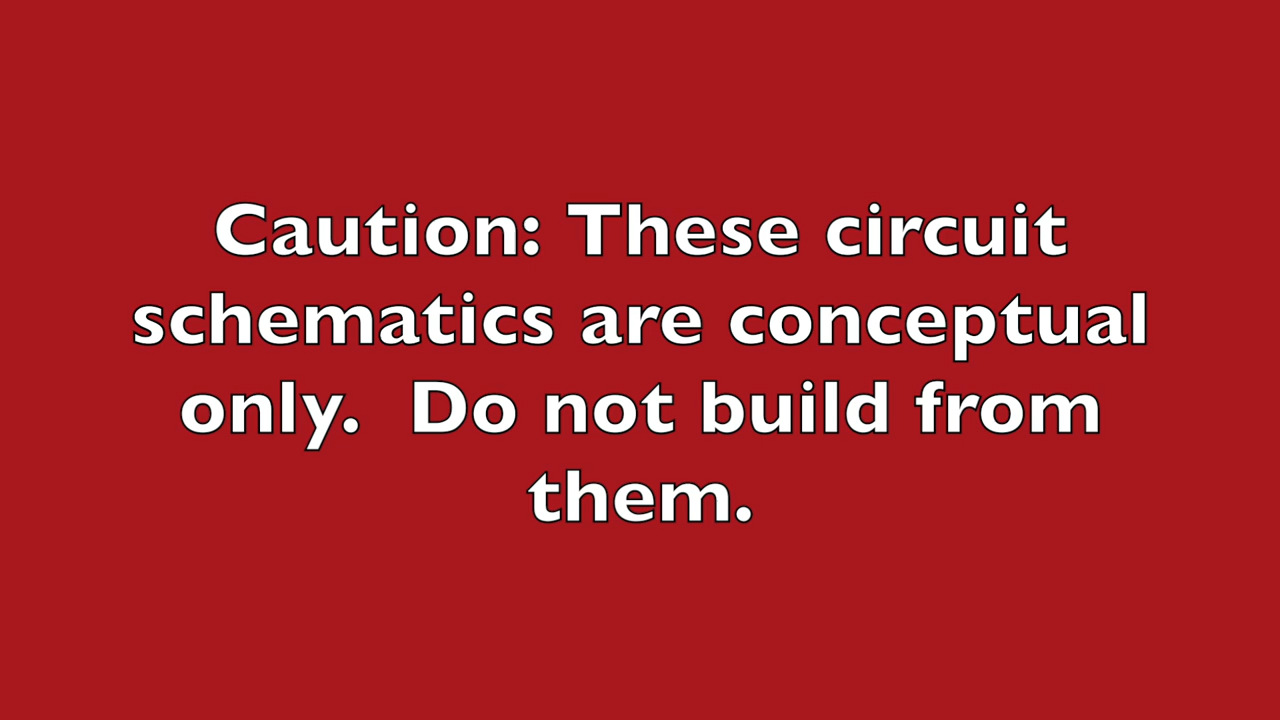 Caution: These circuit
schematics are conceptual
only.  Do not build from
them.